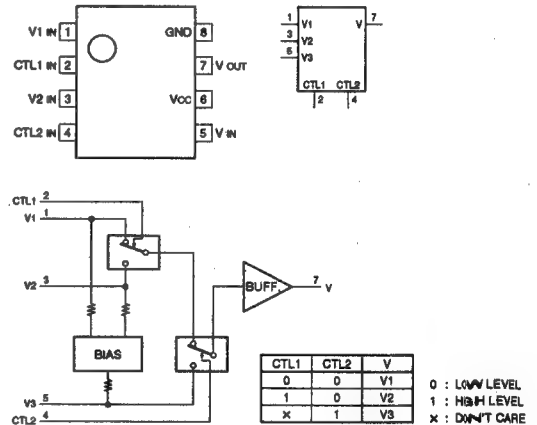 V1 IN 1
GND 8
CTL1 IN 2
7 V OUT
V2 IN 3
VCC 6
CTL2 IN 4
5 V IN
1 V1 V 7
3 V2
5 V3
CTL1 CTL2
2 4
CTL1 2
V1 1
V2 3
BUFF. 7 V
BIAS
V3 5
CTL2 4
CTL1 CTL2 V
0 0 V1
1 0 V2
× 1 V3
0 : LOW LEVEL
1 : HIGH LEVEL
× : DON'T CARE